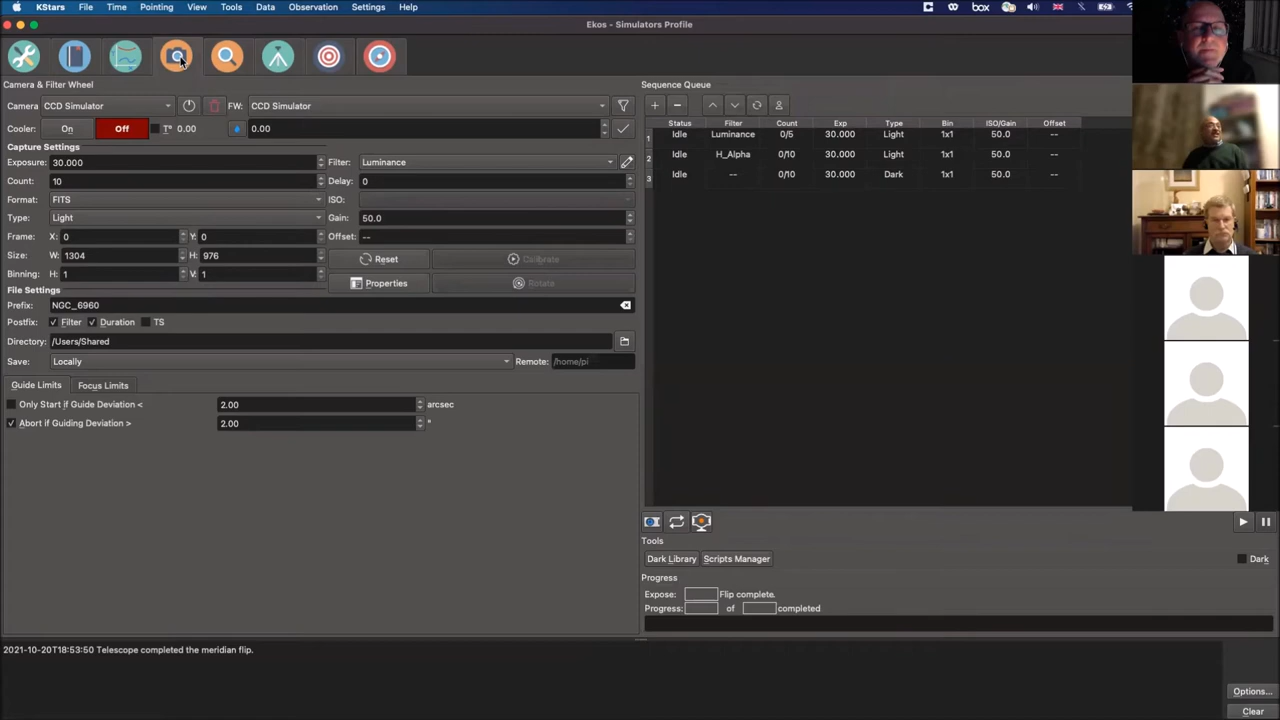 KStars File Time Pointing View Tools Data Observation Settings Help box
Ekos - Simulators Profile
Camera & Filter Wheel
Camera CCD Simulator FW: CCD Simulator
Cooler: On Off T° 0.00 0.00
Capture Settings
Exposure: 30.000 Filter: Luminance
Count: 10 Delay: 0
Format: FITS ISO:
Type: Light Gain: 50.0
Frame: X: 0 Y: 0 Offset: --
Size: W: 1304 H: 976 Reset Calibrate
Binning: H: 1 V: 1 Properties Rotate
File Settings
Prefix: NGC_6960
Postfix: Filter Duration TS
Directory: /Users/Shared
Save: Locally Remote: /home/pi
Guide Limits Focus Limits
Only Start if Guide Deviation < 2.00 arcsec
Abort if Guiding Deviation > 2.00 "
Sequence Queue
Status Filter Count Exp Type Bin ISO/Gain Offset
1 Idle Luminance 0/5 30.000 Light 1x1 50.0 --
2 Idle H_Alpha 0/10 30.000 Light 1x1 50.0 --
3 Idle -- 0/10 30.000 Dark 1x1 50.0 --
Tools
Dark Library Scripts Manager Dark
Progress
Expose: Flip complete.
Progress: of completed
2021-10-20T18:53:50 Telescope completed the meridian flip.
Options...
Clear